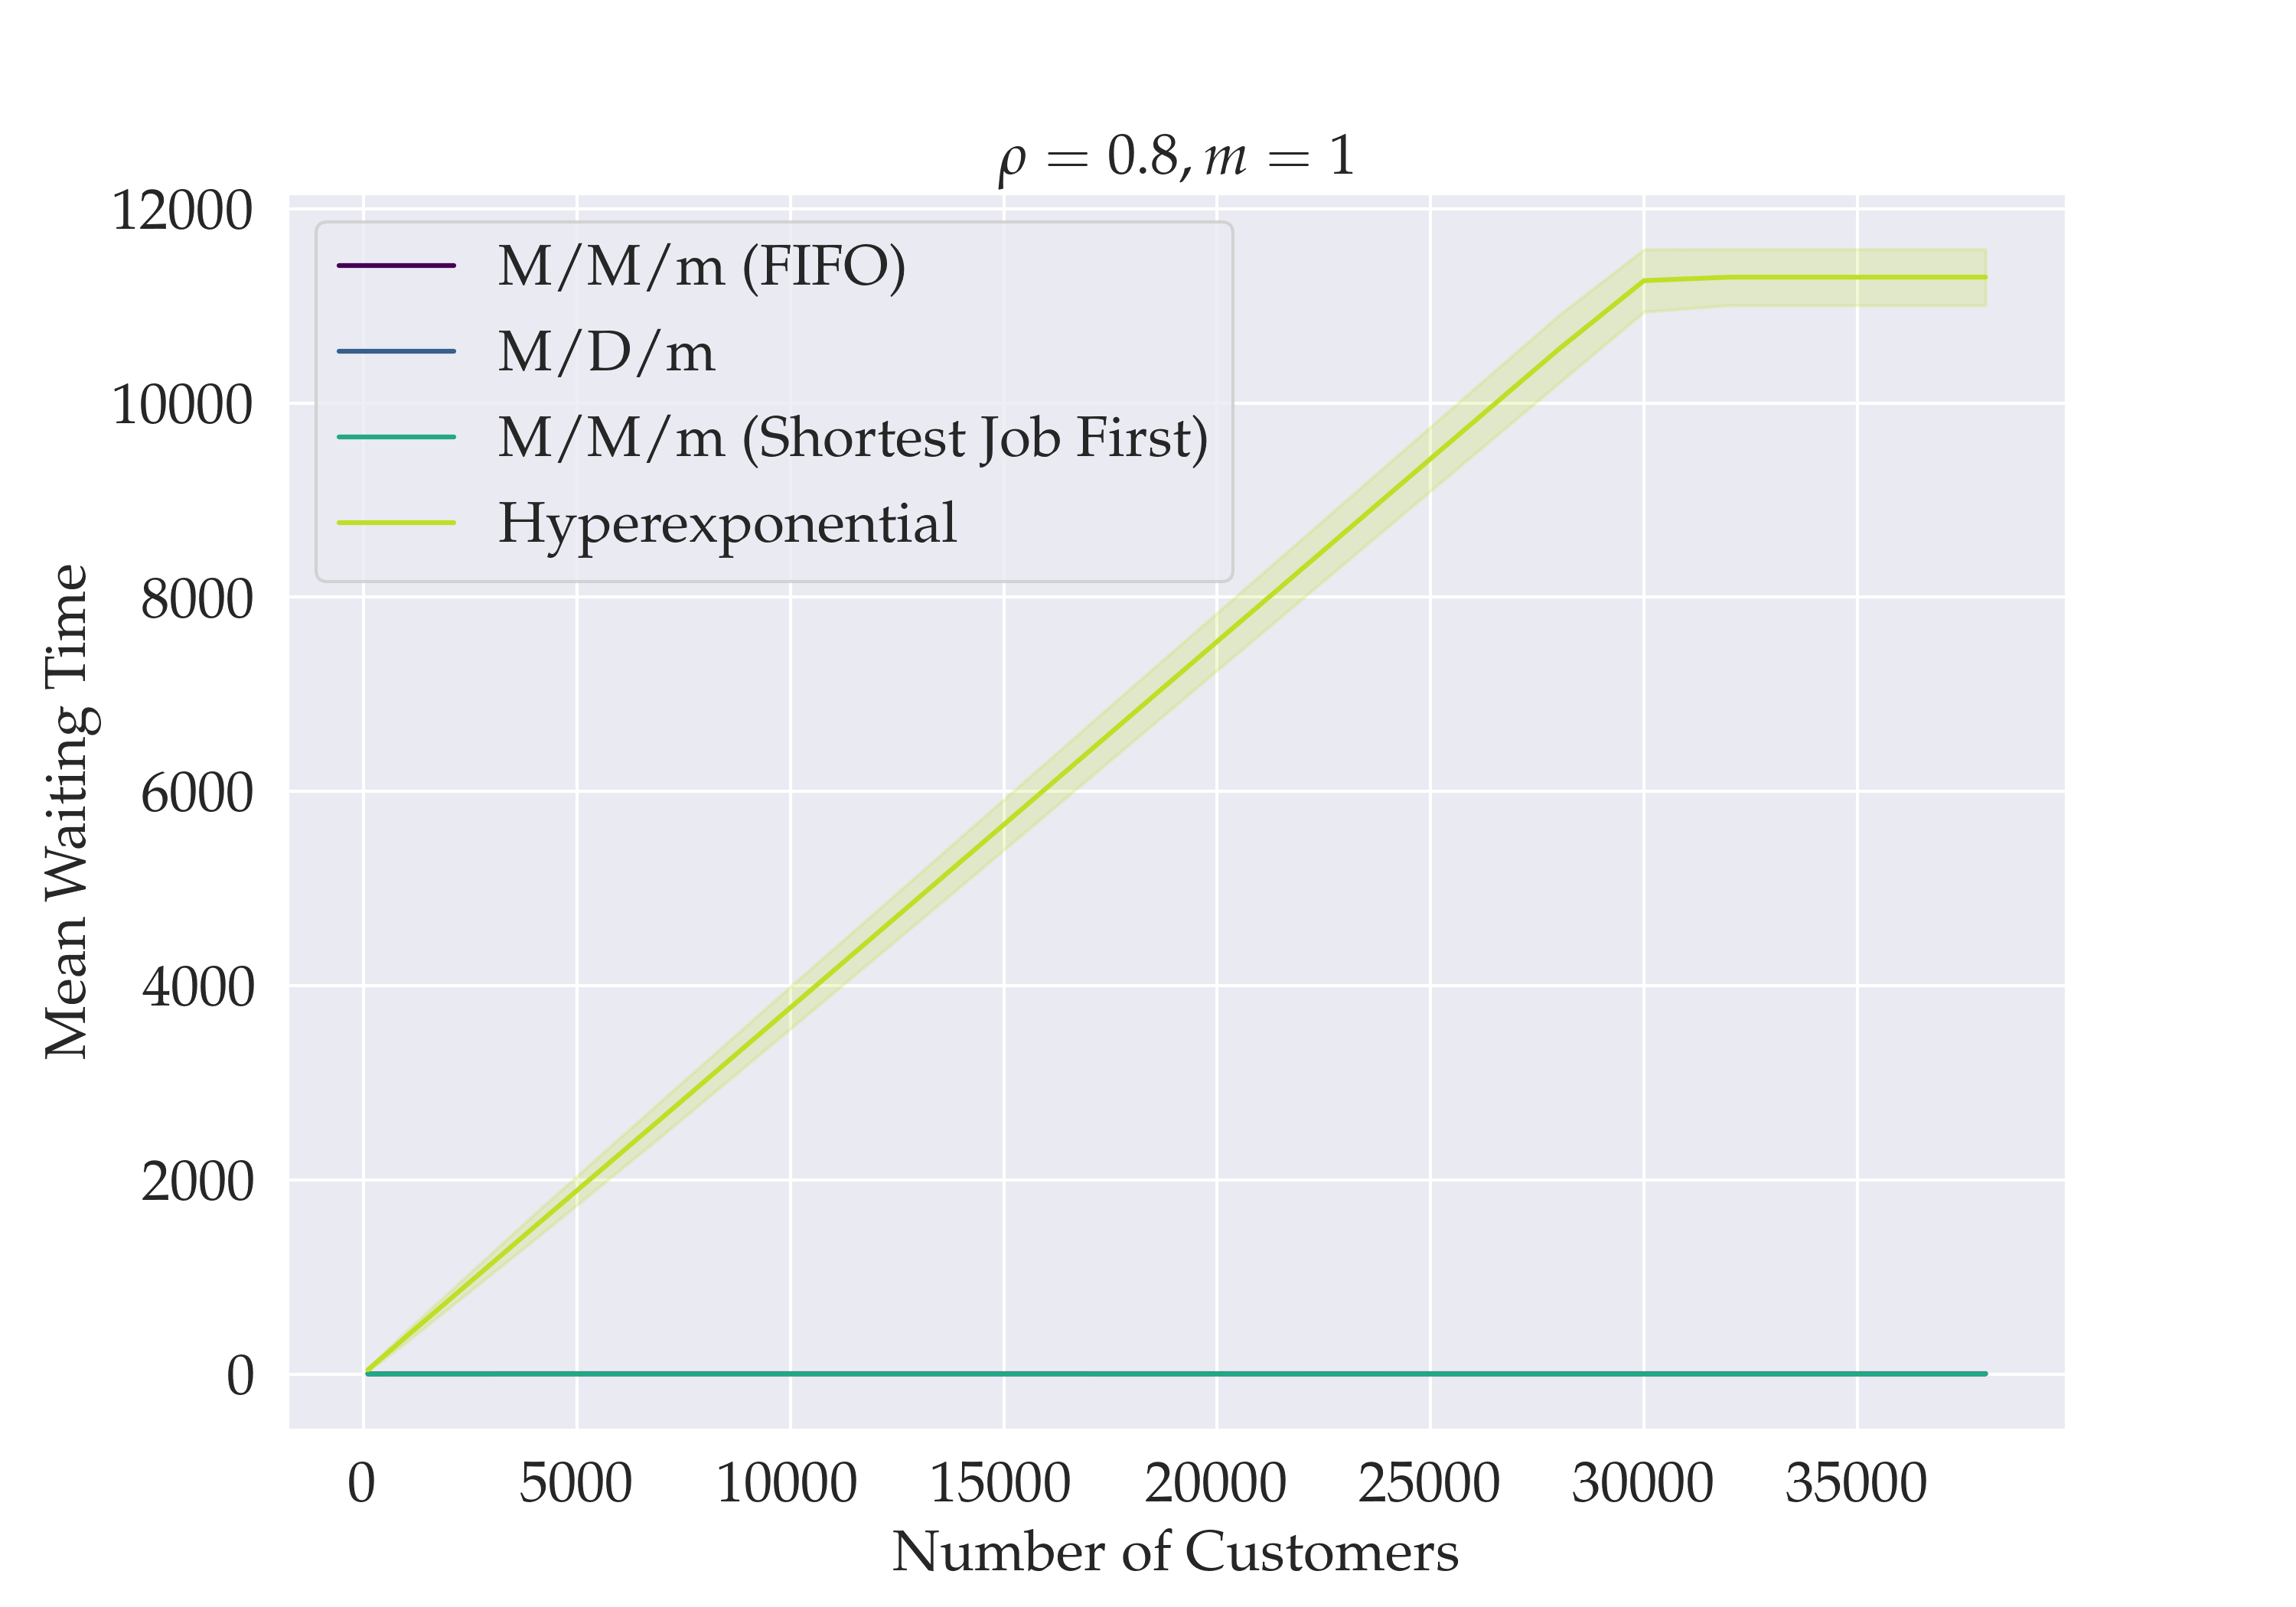 ρ = 0.8, m = 1
12000
10000
8000
6000
4000
2000
0
Mean Waiting Time
M/M/m (FIFO)
M/D/m
M/M/m (Shortest Job First)
Hyperexponential
0 5000 10000 15000 20000 25000 30000 35000
Number of Customers